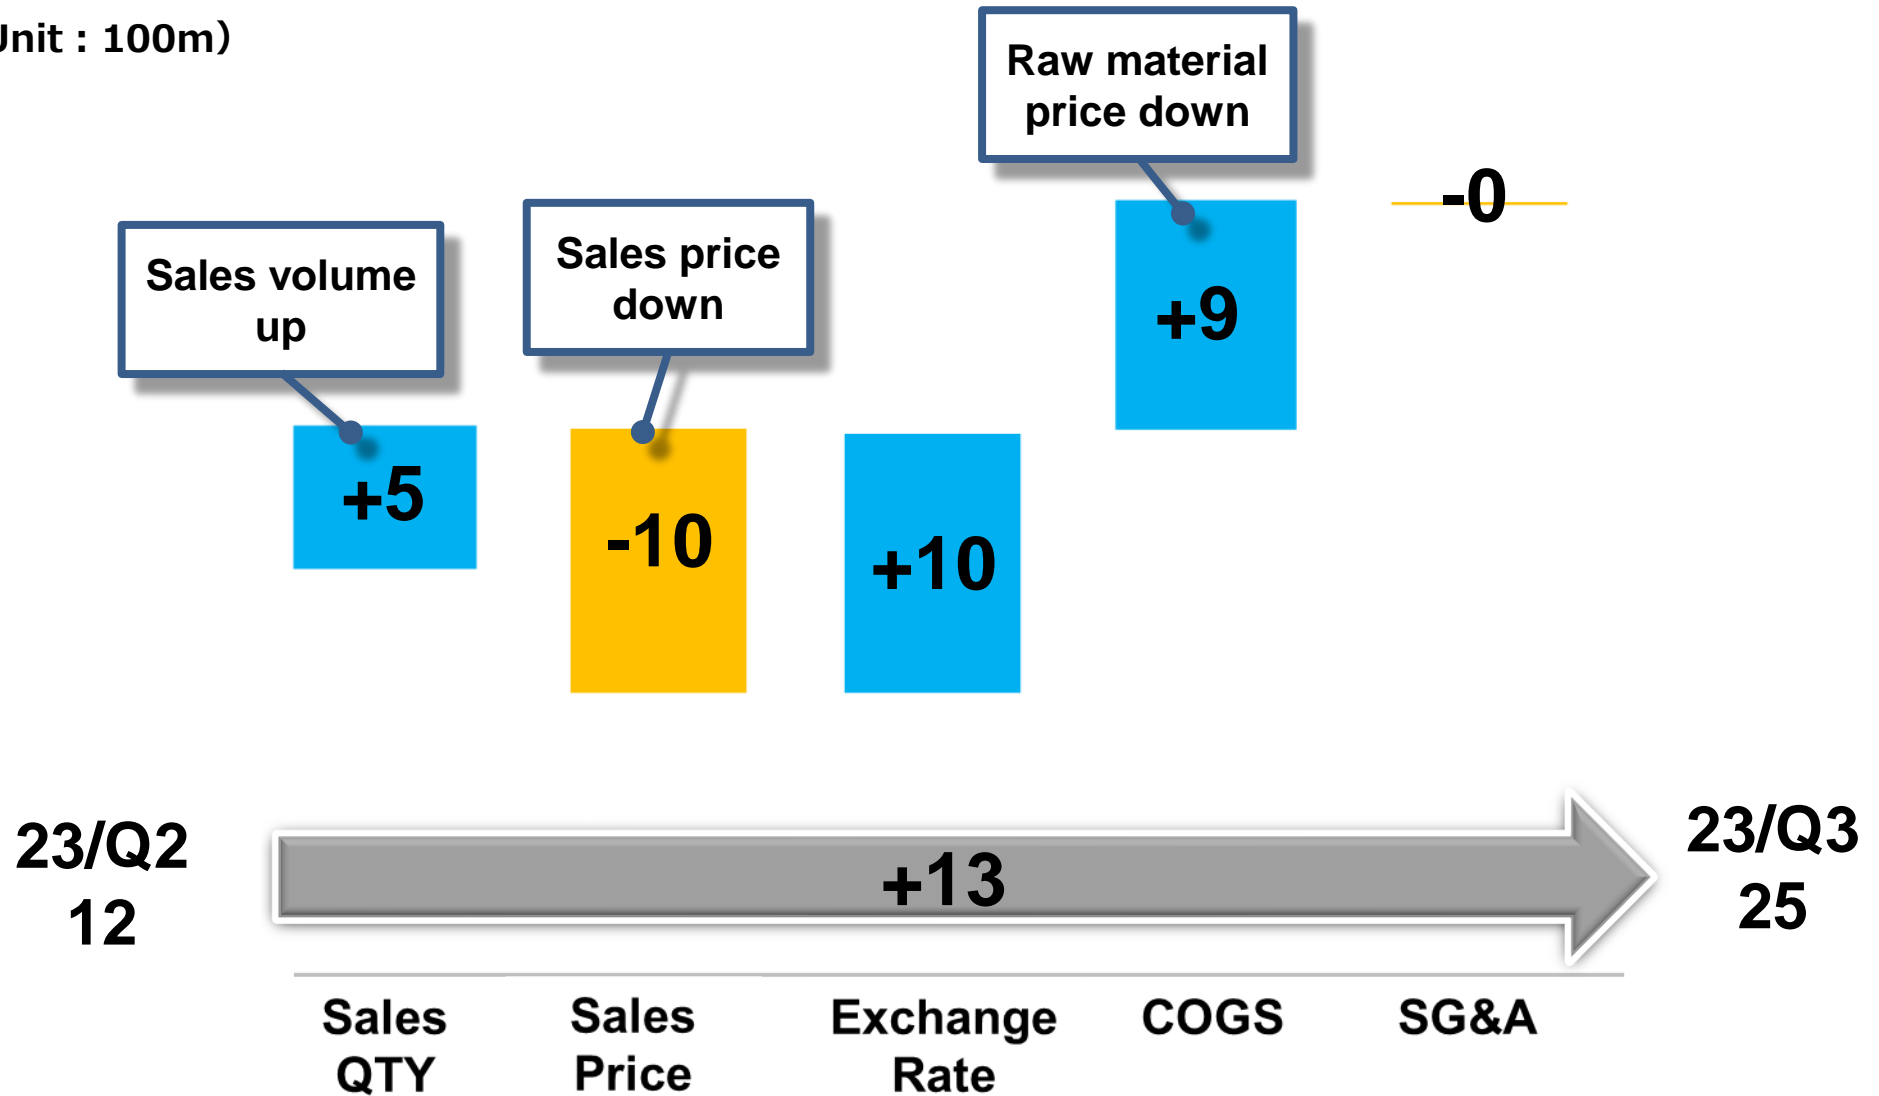 Unit : 100m）
Raw material
price down
-0
Sales price
down
Sales volume
up
+9
+5
-10
+10
23/Q2
12
+13
23/Q3
25
Sales
QTY
Sales
Price
Exchange
Rate
COGS
SG&A